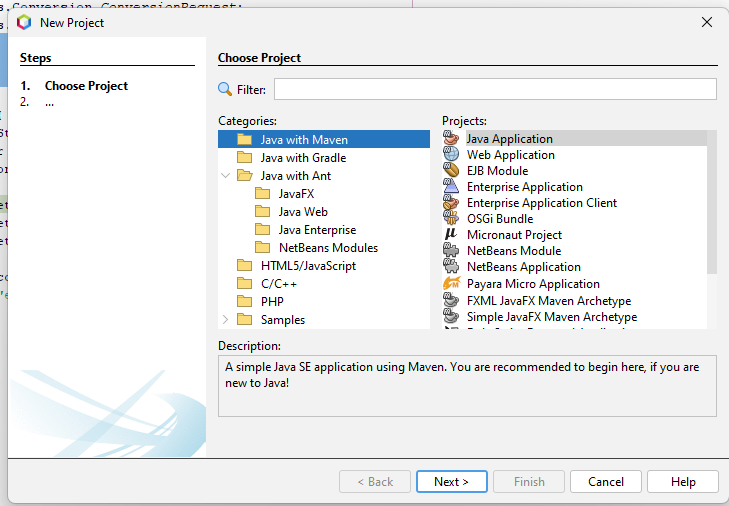 s.Conversion.ConversionRequest;
New Project
Steps
1. Choose Project
2. ...
Choose Project
Filter:
Categories:
Java with Maven
Java with Gradle
Java with Ant
JavaFX
Java Web
Java Enterprise
NetBeans Modules
HTML5/JavaScript
C/C++
PHP
Samples
Projects:
Java Application
Web Application
EJB Module
Enterprise Application
Enterprise Application Client
OSGi Bundle
Micronaut Project
NetBeans Module
NetBeans Application
Payara Micro Application
FXML JavaFX Maven Archetype
Simple JavaFX Maven Archetype
Description:
A simple Java SE application using Maven. You are recommended to begin here, if you are
new to Java!
< Back
Next >
Finish
Cancel
Help